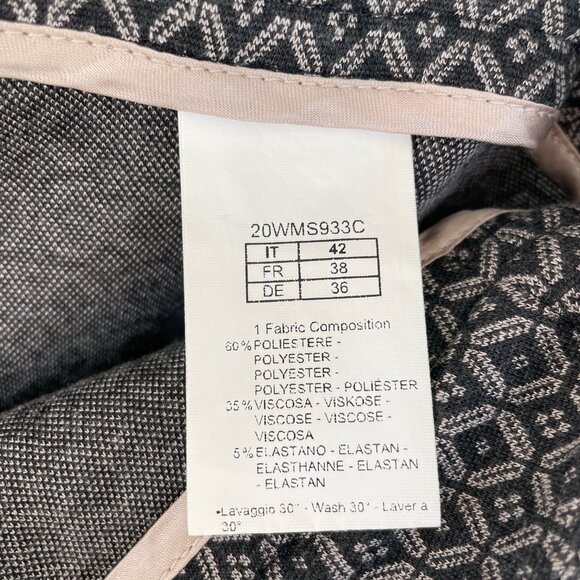 20WMS933C
IT 42
FR 38
DE 36
1 Fabric Composition
60% POLIESTERE -
POLYESTER -
POLYESTER -
POLYESTER - POLIÉSTER
35% VISCOSA - VISKOSE -
VISCOSE - VISCOSE -
VISCOSA
5% ELASTANO - ELASTAN -
ELASTHANNE - ELASTAN
- ELASTAN
•Lavaggio 30° - Wash 30° - Laver a
30°